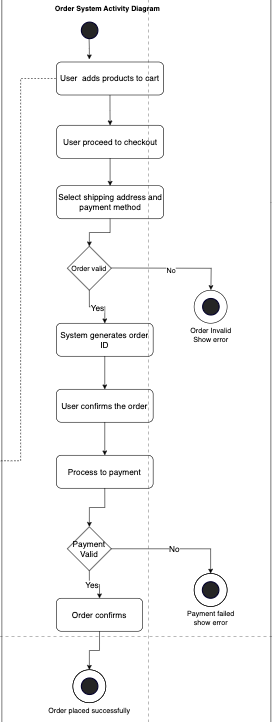 Order System Activity Diagram
User  adds products to cart
User proceed to checkout
Select shipping address and
payment method
Order valid
No
Order Invalid
Show error
Yes
System generates order
ID
User confirms the order
Process to payment
Payment
Valid
No
Payment failed
show error
Yes
Order confirms
Order placed successfully